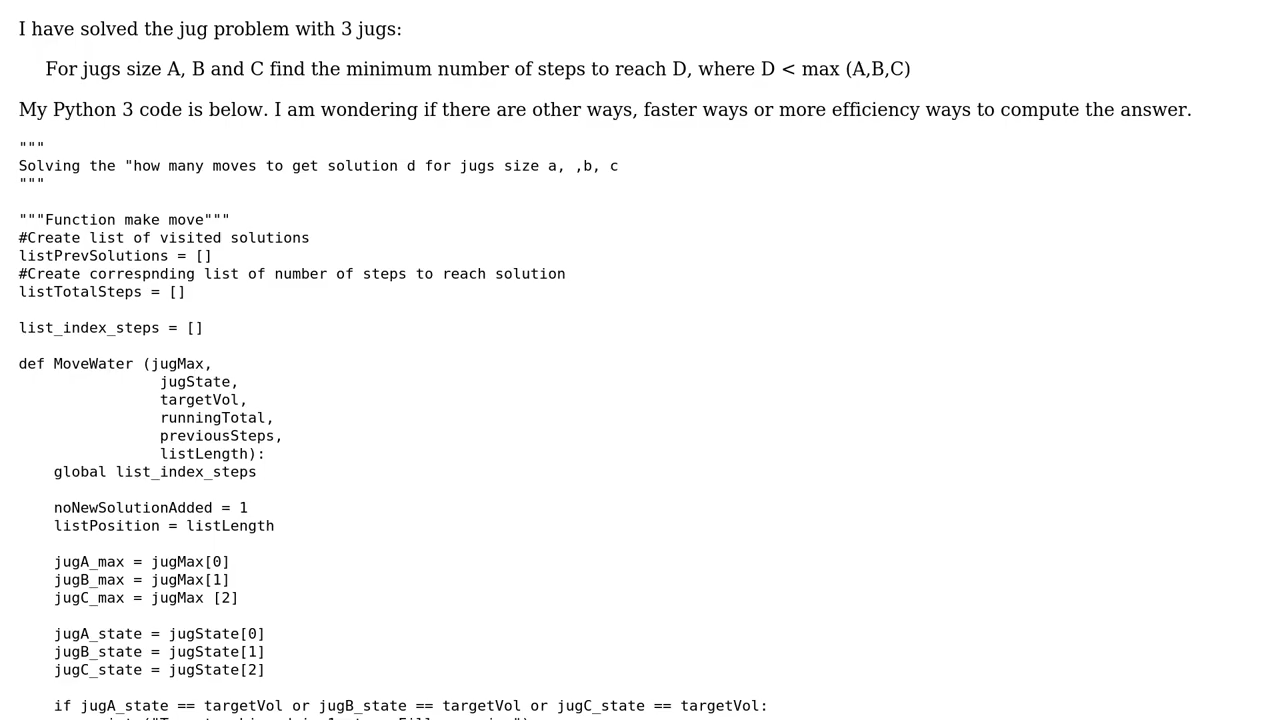 I have solved the jug problem with 3 jugs:
For jugs size A, B and C find the minimum number of steps to reach D, where D < max (A,B,C)
My Python 3 code is below. I am wondering if there are other ways, faster ways or more efficiency ways to compute the answer.
"""
Solving the "how many moves to get solution d for jugs size a, ,b, c
"""
"""Function make move"""
#Create list of visited solutions
listPrevSolutions = []
#Create correspnding list of number of steps to reach solution
listTotalSteps = []
list_index_steps = []
def MoveWater (jugMax,
jugState,
targetVol,
runningTotal,
previousSteps,
listLength):
global list_index_steps
noNewSolutionAdded = 1
listPosition = listLength
jugA_max = jugMax[0]
jugB_max = jugMax[1]
jugC_max = jugMax [2]
jugA_state = jugState[0]
jugB_state = jugState[1]
jugC_state = jugState[2]
if jugA_state == targetVol or jugB_state == targetVol or jugC_state == targetVol: